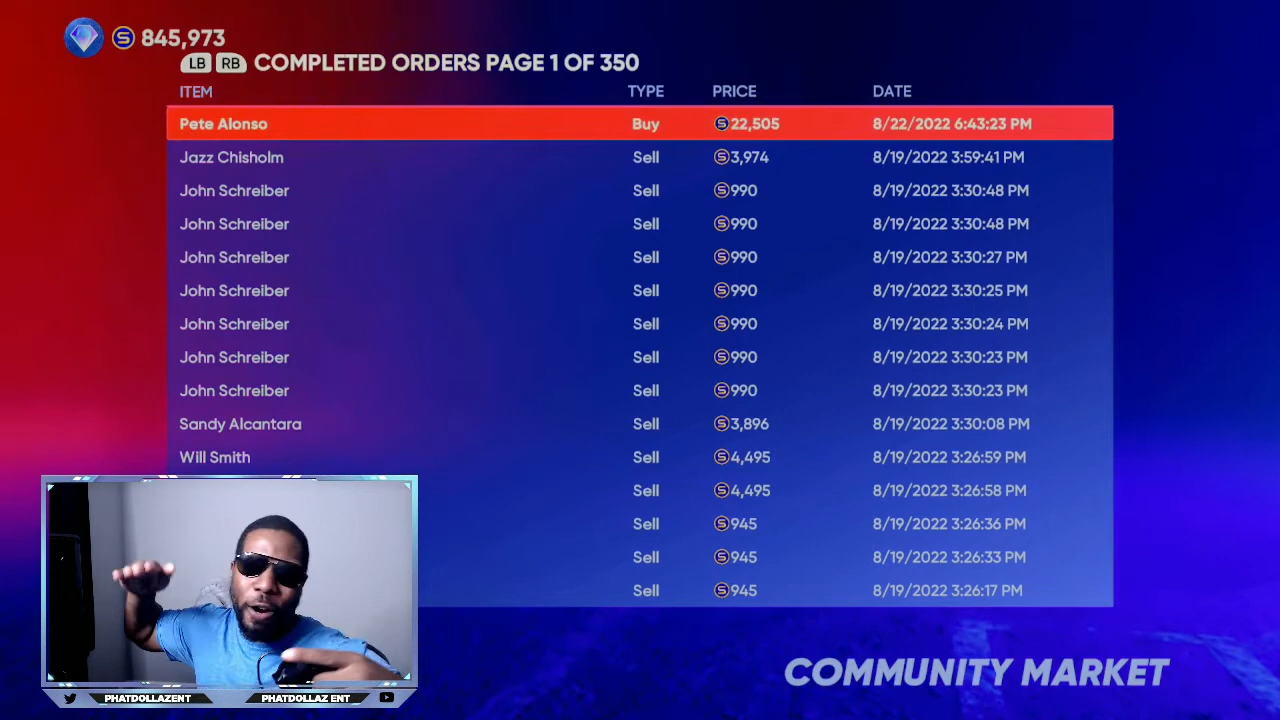 845,973
LB RB COMPLETED ORDERS PAGE 1 OF 350
ITEM TYPE PRICE DATE
Pete Alonso Buy 22,505 8/22/2022 6:43:23 PM
Jazz Chisholm Sell 3,974 8/19/2022 3:59:41 PM
John Schreiber Sell 990 8/19/2022 3:30:48 PM
John Schreiber Sell 990 8/19/2022 3:30:48 PM
John Schreiber Sell 990 8/19/2022 3:30:27 PM
John Schreiber Sell 990 8/19/2022 3:30:25 PM
John Schreiber Sell 990 8/19/2022 3:30:24 PM
John Schreiber Sell 990 8/19/2022 3:30:23 PM
John Schreiber Sell 990 8/19/2022 3:30:23 PM
Sandy Alcantara Sell 3,896 8/19/2022 3:30:08 PM
Will Smith Sell 4,495 8/19/2022 3:26:59 PM
Sell 4,495 8/19/2022 3:26:58 PM
Sell 945 8/19/2022 3:26:36 PM
Sell 945 8/19/2022 3:26:33 PM
Sell 945 8/19/2022 3:26:17 PM
COMMUNITY MARKET
PHATDOLLAZENT PHATDOLLAZ ENT